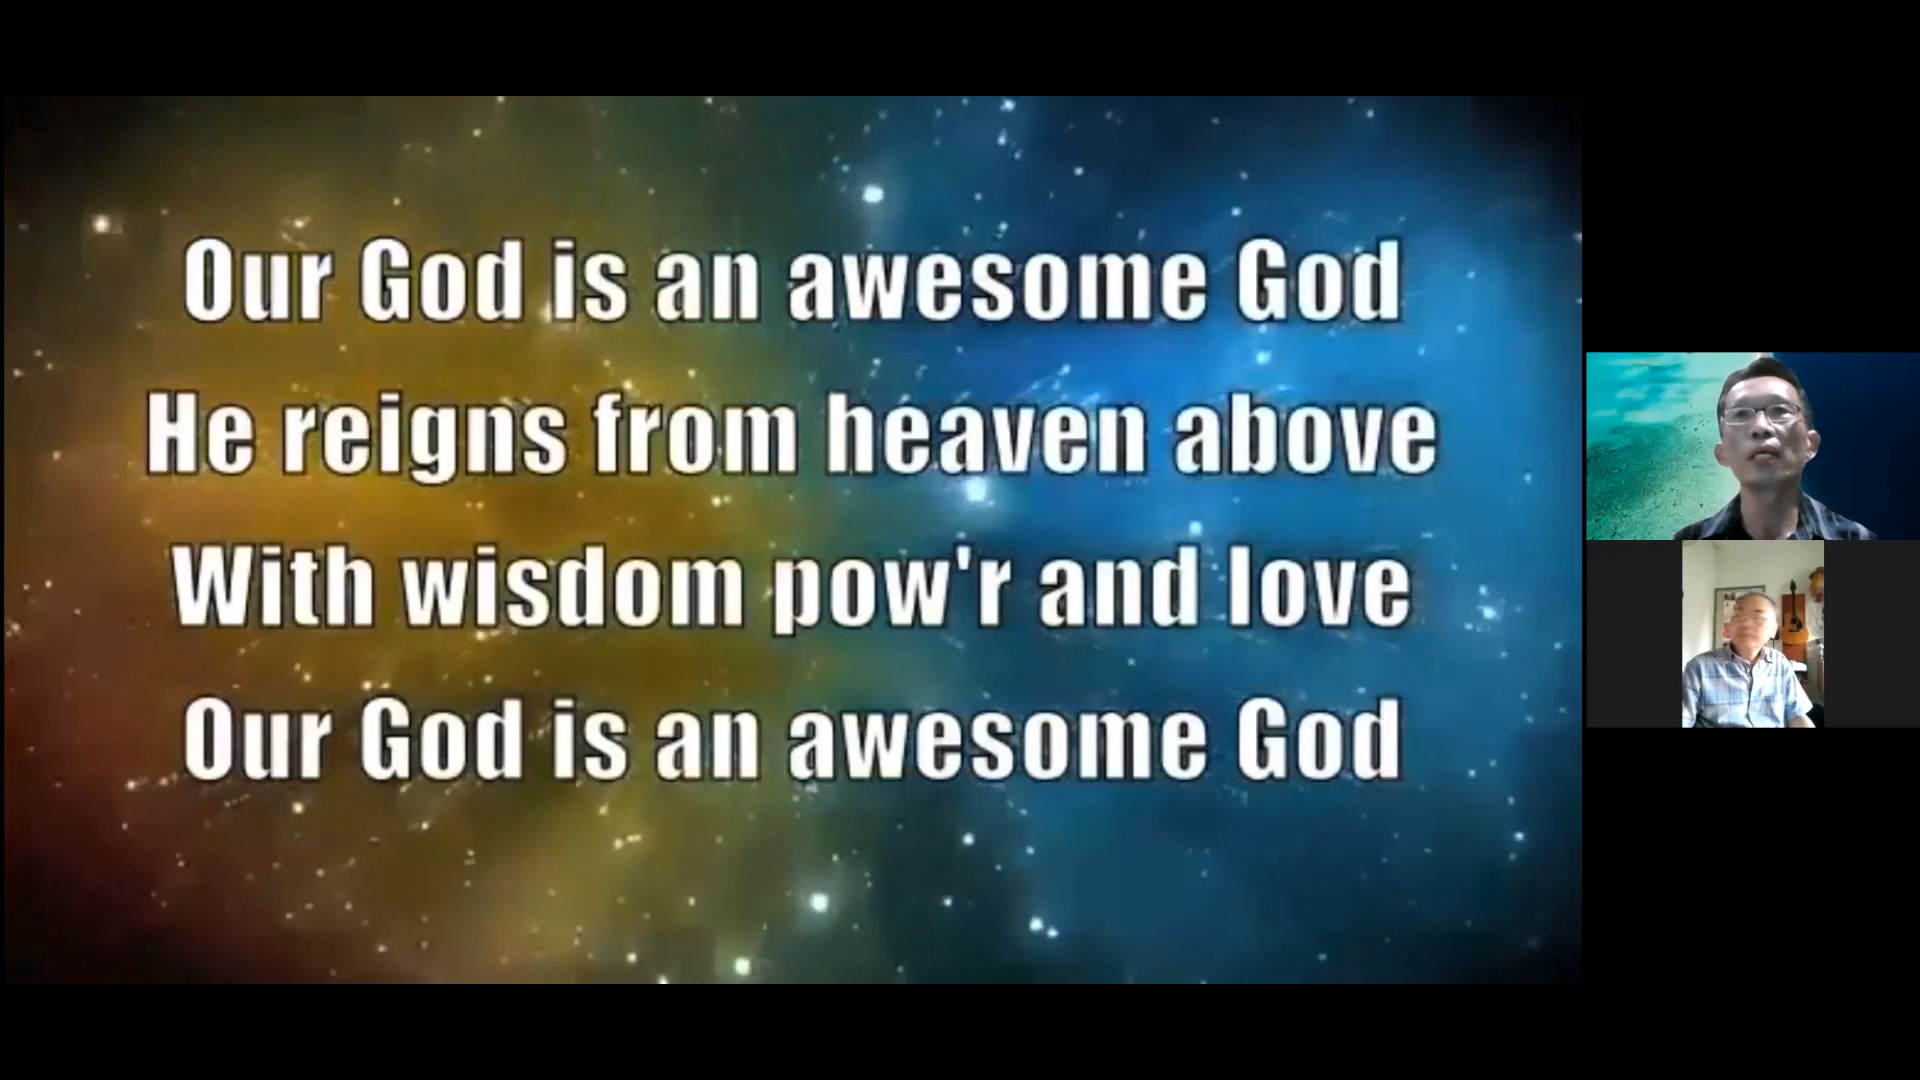 Our God is an awesome God
He reigns from heaven above
With wisdom pow'r and love
Our God is an awesome God